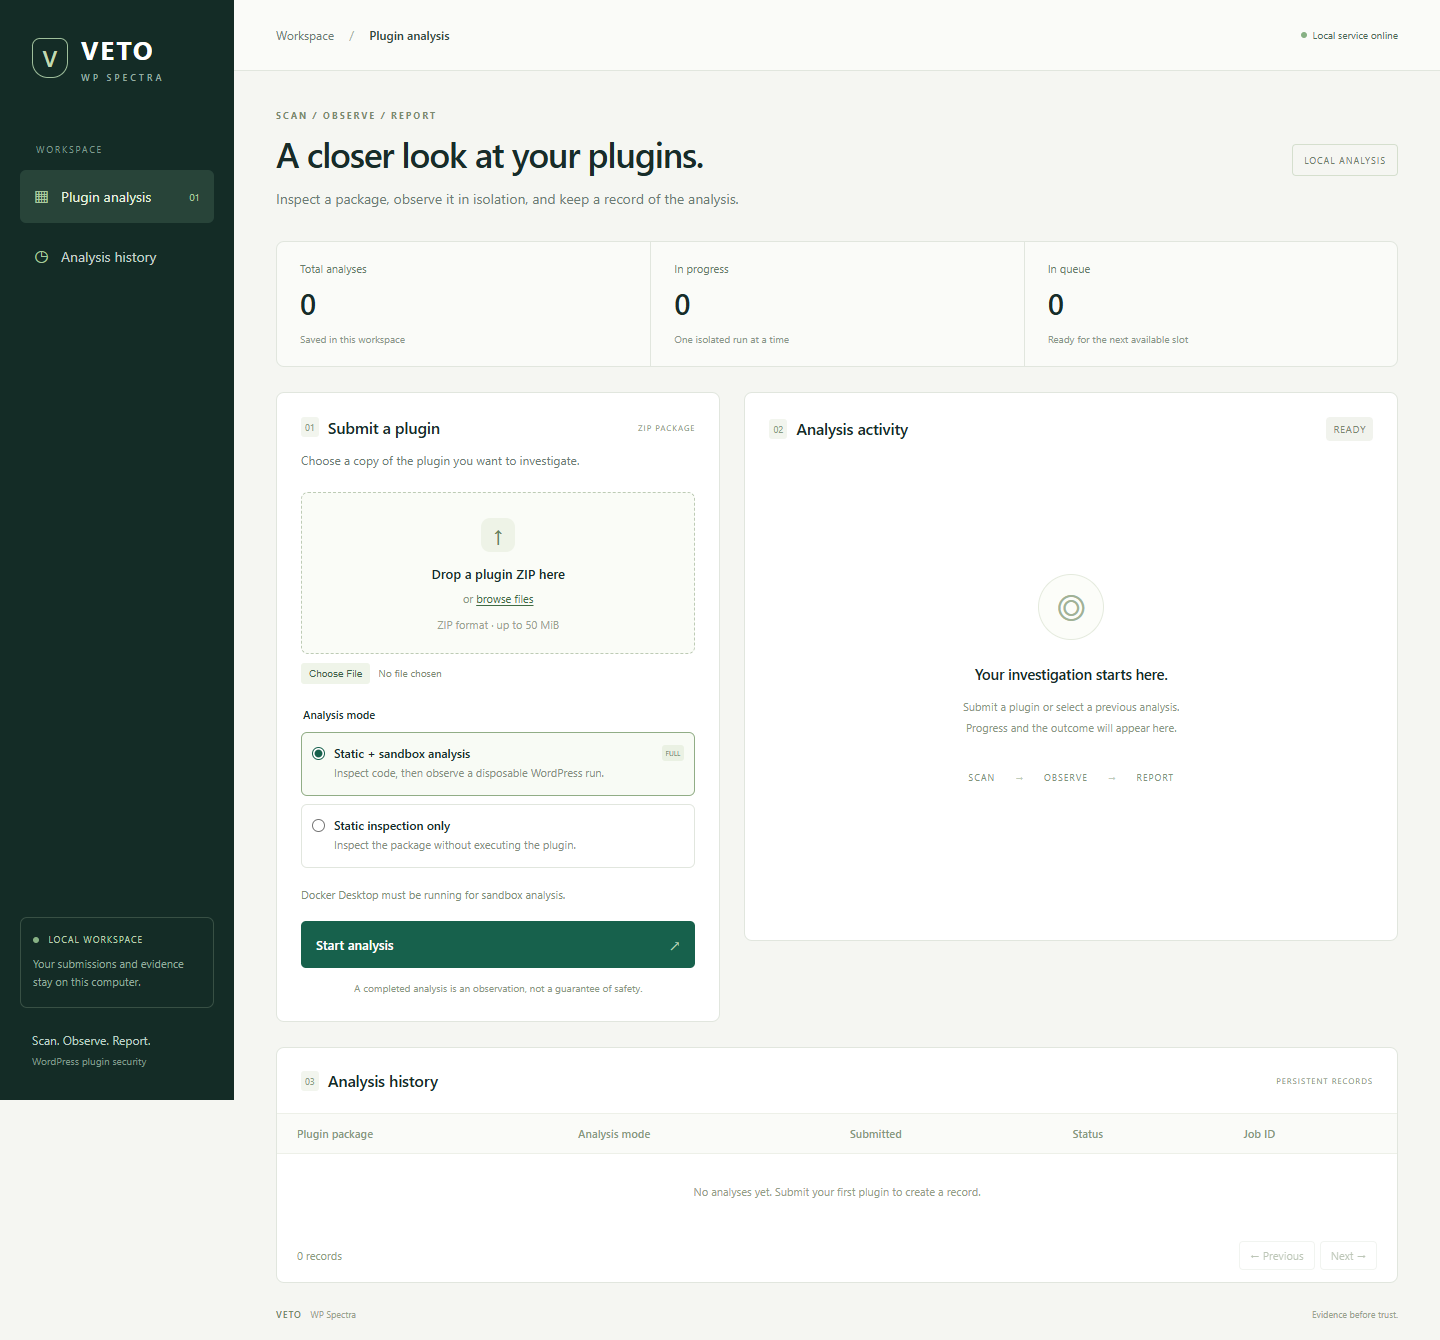 V
VETO
WP SPECTRA
WORKSPACE
Plugin analysis 01
Analysis history
LOCAL WORKSPACE
Your submissions and evidence
stay on this computer.
Scan. Observe. Report.
WordPress plugin security
Workspace / Plugin analysis
Local service online
SCAN / OBSERVE / REPORT
A closer look at your plugins.
LOCAL ANALYSIS
Inspect a package, observe it in isolation, and keep a record of the analysis.
Total analyses
0
Saved in this workspace
In progress
0
One isolated run at a time
In queue
0
Ready for the next available slot
01 Submit a plugin ZIP PACKAGE
Choose a copy of the plugin you want to investigate.
↑
Drop a plugin ZIP here
or browse files
ZIP format · up to 50 MiB
Choose File No file chosen
Analysis mode
Static + sandbox analysis FULL
Inspect code, then observe a disposable WordPress run.
Static inspection only
Inspect the package without executing the plugin.
Docker Desktop must be running for sandbox analysis.
Start analysis ↗
A completed analysis is an observation, not a guarantee of safety.
02 Analysis activity READY
Your investigation starts here.
Submit a plugin or select a previous analysis.
Progress and the outcome will appear here.
SCAN → OBSERVE → REPORT
03 Analysis history PERSISTENT RECORDS
Plugin package Analysis mode Submitted Status Job ID
No analyses yet. Submit your first plugin to create a record.
0 records ← Previous Next →
VETO WP Spectra Evidence before trust.